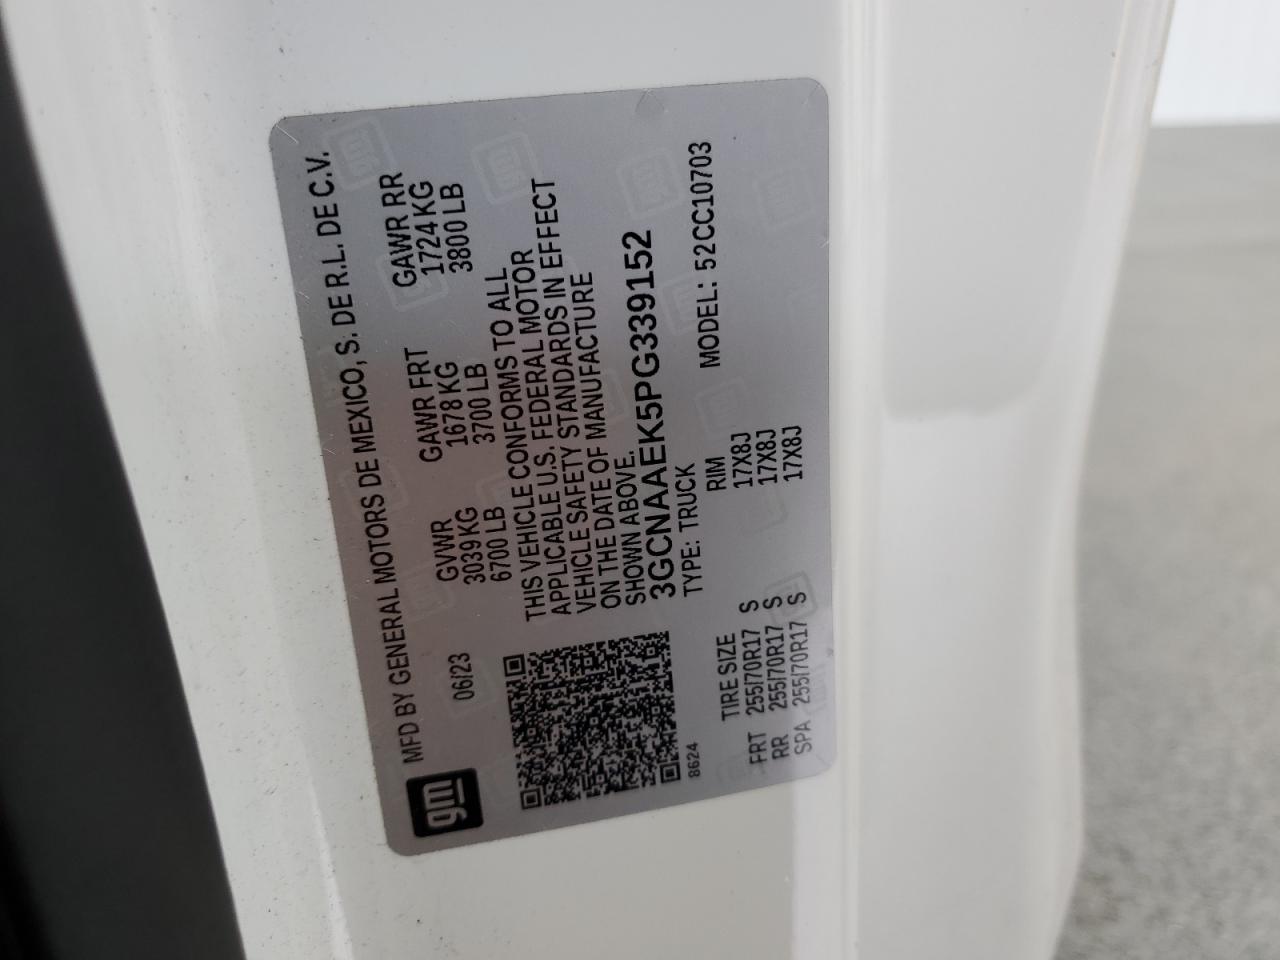 gm
MFD BY GENERAL MOTORS DE MEXICO, S. DE R.L. DE C.V.
06/23
GVWR GAWR FRT GAWR RR
3039 KG 1678 KG 1724 KG
6700 LB 3700 LB 3800 LB
THIS VEHICLE CONFORMS TO ALL
APPLICABLE U.S. FEDERAL MOTOR
VEHICLE SAFETY STANDARDS IN EFFECT
ON THE DATE OF MANUFACTURE
SHOWN ABOVE.
3GCNAAEK5PG339152
TYPE: TRUCK MODEL: 52CC10703
8624
TIRE SIZE RIM
FRT 255/70R17 S 17X8J
RR 255/70R17 S 17X8J
SPA 255/70R17 S 17X8J